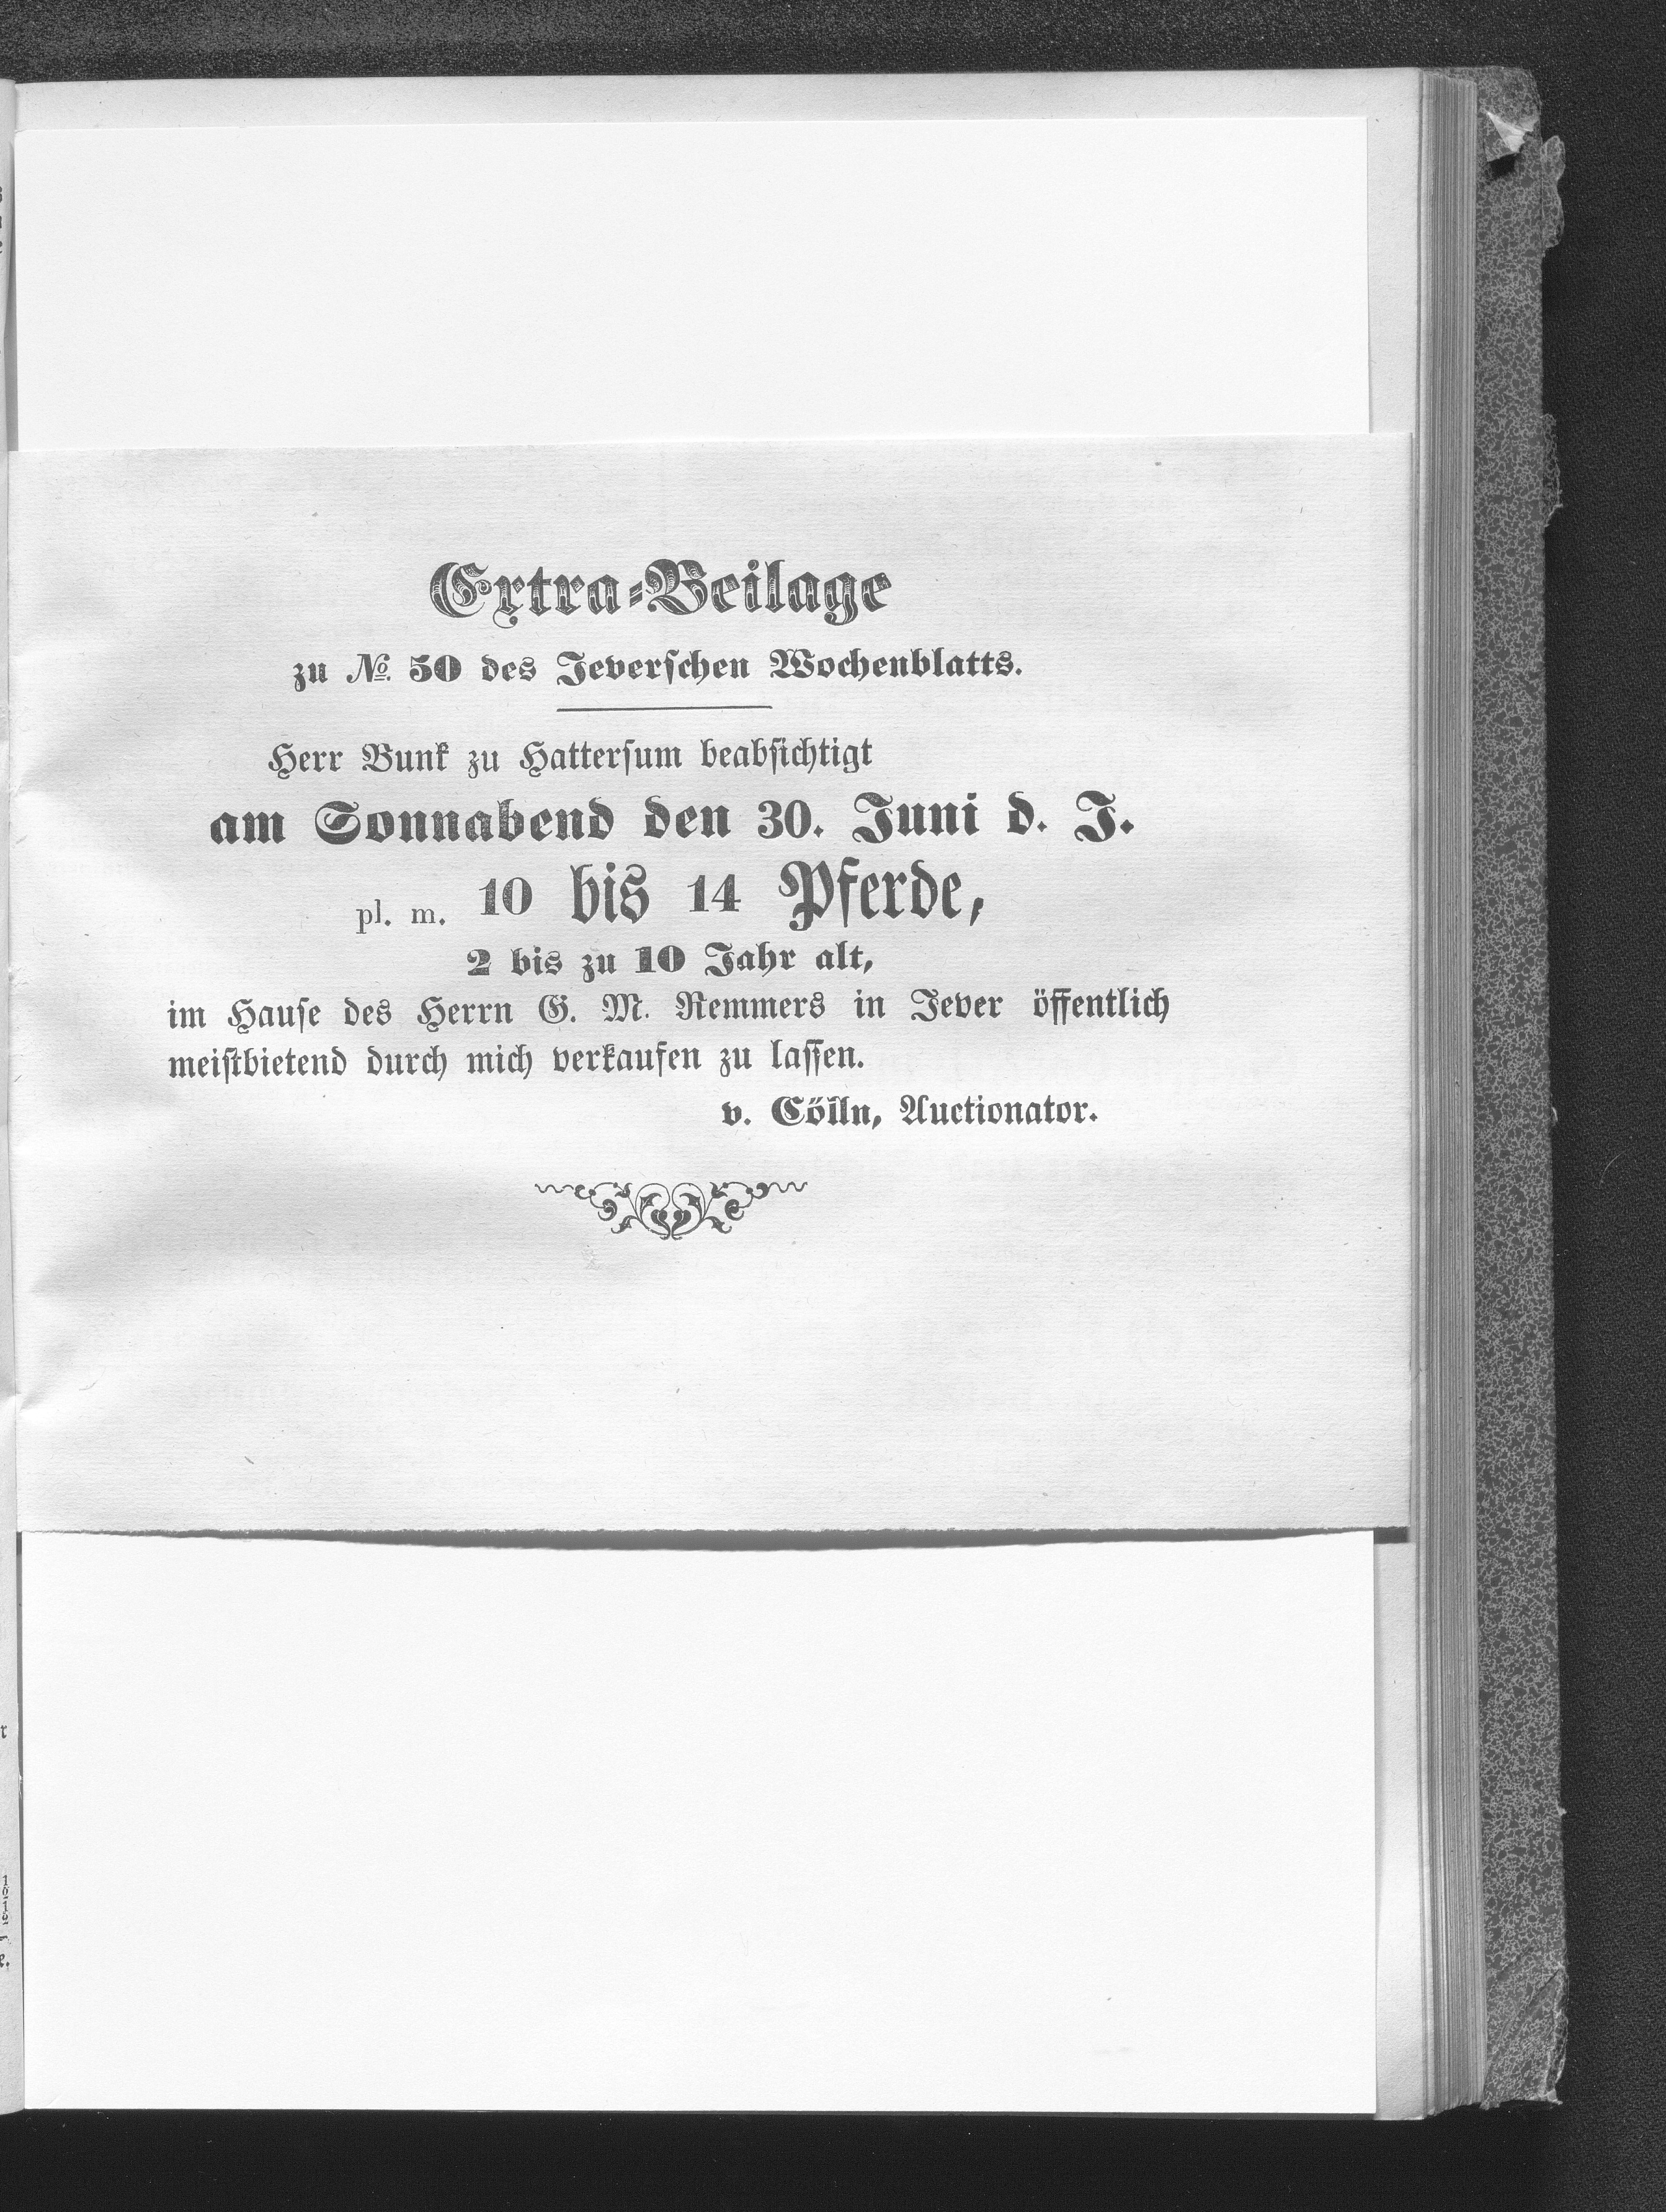 Extra-Beilage
zu №. 50 des Jeverschen Wochenblatts.
Herr Bunk zu Hattersum beabsichtigt
am Sonnabend den 30. Juni d. J.
pl. m. 10 bis 14 Pferde,
2 bis zu 10 Jahr alt,
im Hause des Herrn G. M. Remmers in Jever öffentlich
meistbietend durch mich verkaufen zu lassen.
v. Cölln, Auctionator.